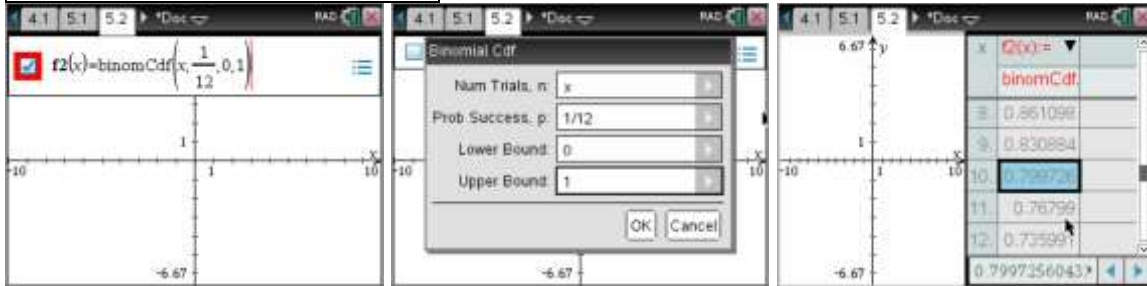 4.1 5.1 5.2 *Doc RAD
f2(x)=binomCdf(x, 1/12, 0, 1)
1
-10
1
x
10
-6.67
4.1 5.1 5.2 *Doc RAD
Binomial Cdf
Num Trials, n: x
Prob Success, p: 1/12
Lower Bound: 0
Upper Bound: 1
OK Cancel
-10
10
-6.67
4.1 5.1 5.2 *Doc RAD
6.67 y
1
-10
1
x
10
-6.67
x f2(x):= ▼
binomCdf.
8. 0.861098
9. 0.830884
10. 0.799726
11. 0.76799
12. 0.735991